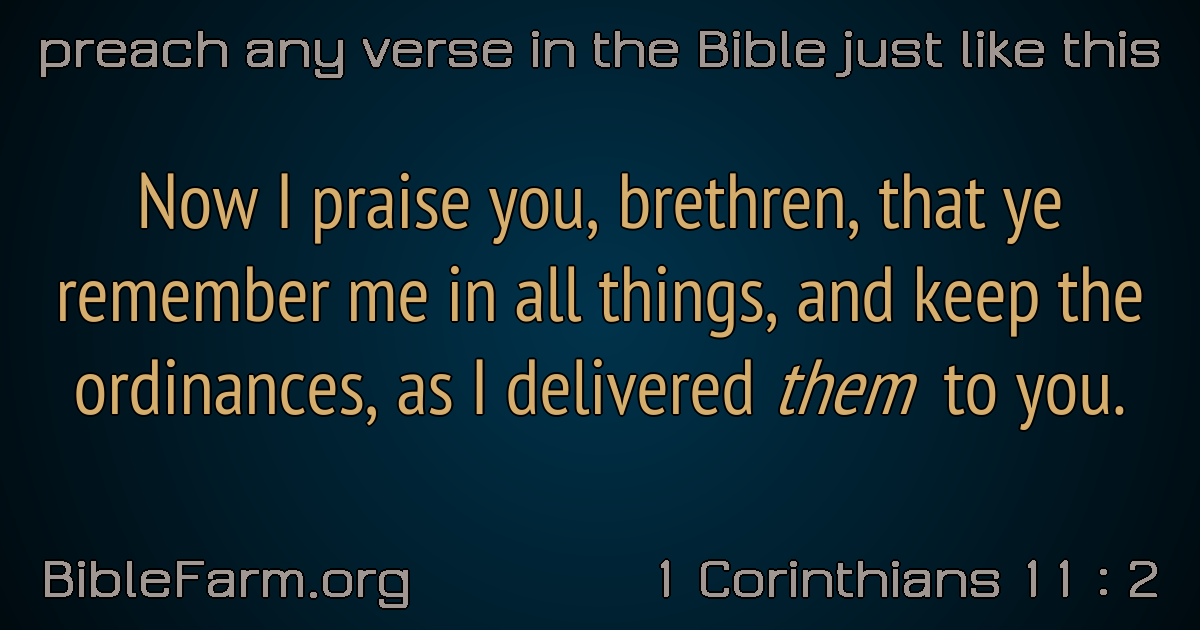 preach any verse in the Bible just like this
Now I praise you, brethren, that ye
remember me in all things, and keep the
ordinances, as I delivered them to you.
BibleFarm.org
1 Corinthians 11 : 2